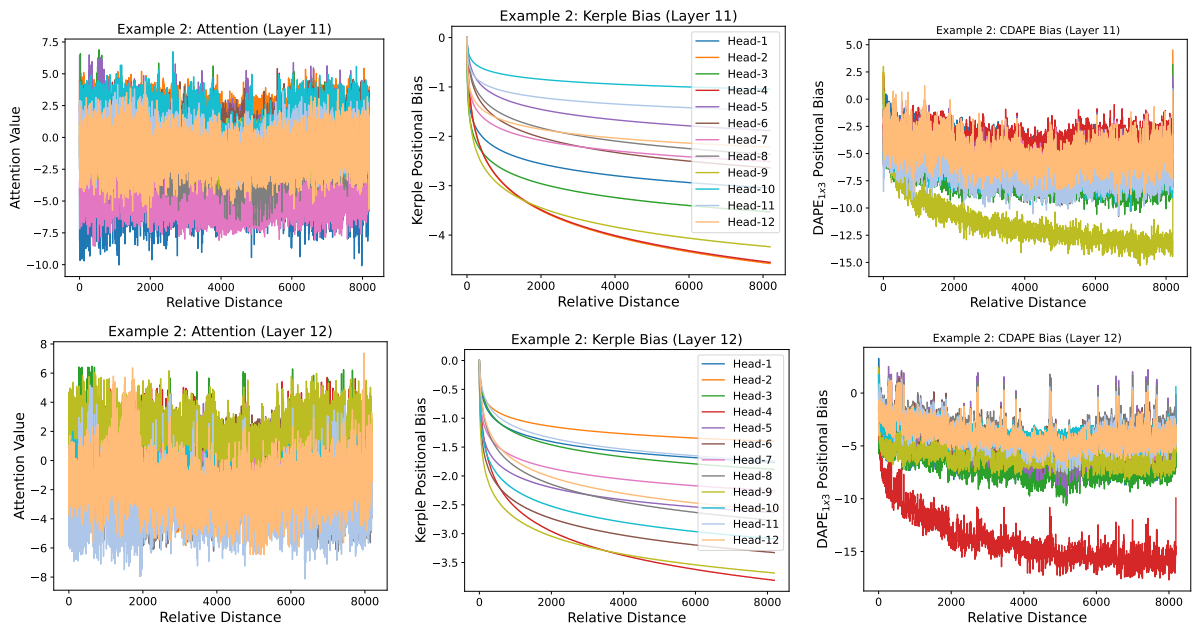 Example 2: Attention (Layer 11)
Attention Value
7.5
5.0
2.5
0.0
−2.5
−5.0
−7.5
−10.0
0
2000
4000
6000
8000
Relative Distance
Example 2: Kerple Bias (Layer 11)
Kerple Positional Bias
0
−1
−2
−3
−4
Head-1
Head-2
Head-3
Head-4
Head-5
Head-6
Head-7
Head-8
Head-9
Head-10
Head-11
Head-12
0
2000
4000
6000
8000
Relative Distance
Example 2: CDAPE Bias (Layer 11)
DAPE1x3 Positional Bias
5.0
2.5
0.0
−2.5
−5.0
−7.5
−10.0
−12.5
−15.0
0
2000
4000
6000
8000
Relative Distance
Example 2: Attention (Layer 12)
Attention Value
8
6
4
2
0
−2
−4
−6
−8
0
2000
4000
6000
8000
Relative Distance
Example 2: Kerple Bias (Layer 12)
Kerple Positional Bias
0.0
−0.5
−1.0
−1.5
−2.0
−2.5
−3.0
−3.5
Head-1
Head-2
Head-3
Head-4
Head-5
Head-6
Head-7
Head-8
Head-9
Head-10
Head-11
Head-12
0
2000
4000
6000
8000
Relative Distance
Example 2: CDAPE Bias (Layer 12)
DAPE1x3 Positional Bias
0
−5
−10
−15
0
2000
4000
6000
8000
Relative Distance